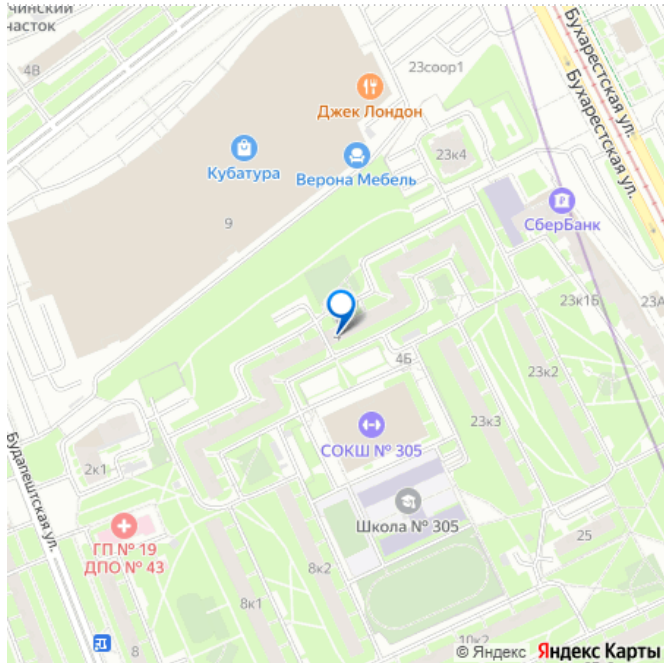 чинский
часток
4В
23соор1
Бухарестская ул.
Бухарестская ул.
Джек Лондон
Кубатура
Верона Мебель
23к4
СберБанк
9
23к1Б
23А
4Б
23к2
23к3
СОКШ № 305
Будапештская ул.
2к1
Школа № 305
ГП № 19
ДПО № 43
25
8к2
8к1
8
10к2
© Яндекс Яндекс Карты